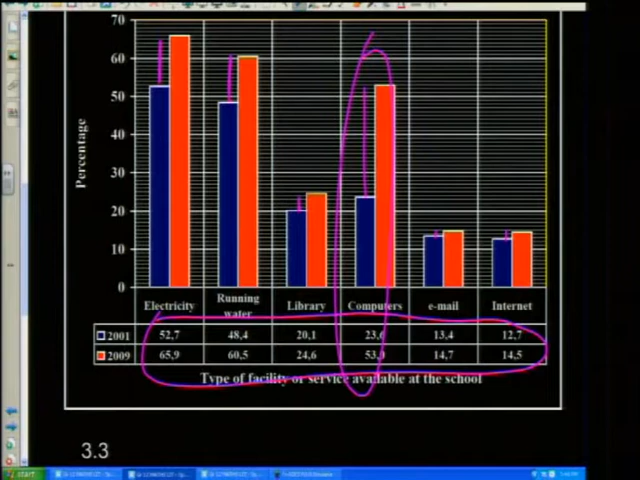 70
60
50
40
30
20
10
0
Percentage
Electricity Running water Library Computers e-mail Internet
2001 52,7 48,4 20,1 23,6 13,4 12,7
2009 65,9 60,5 24,6 53,0 14,7 14,5
Type of facility or service available at the school
3.3
start